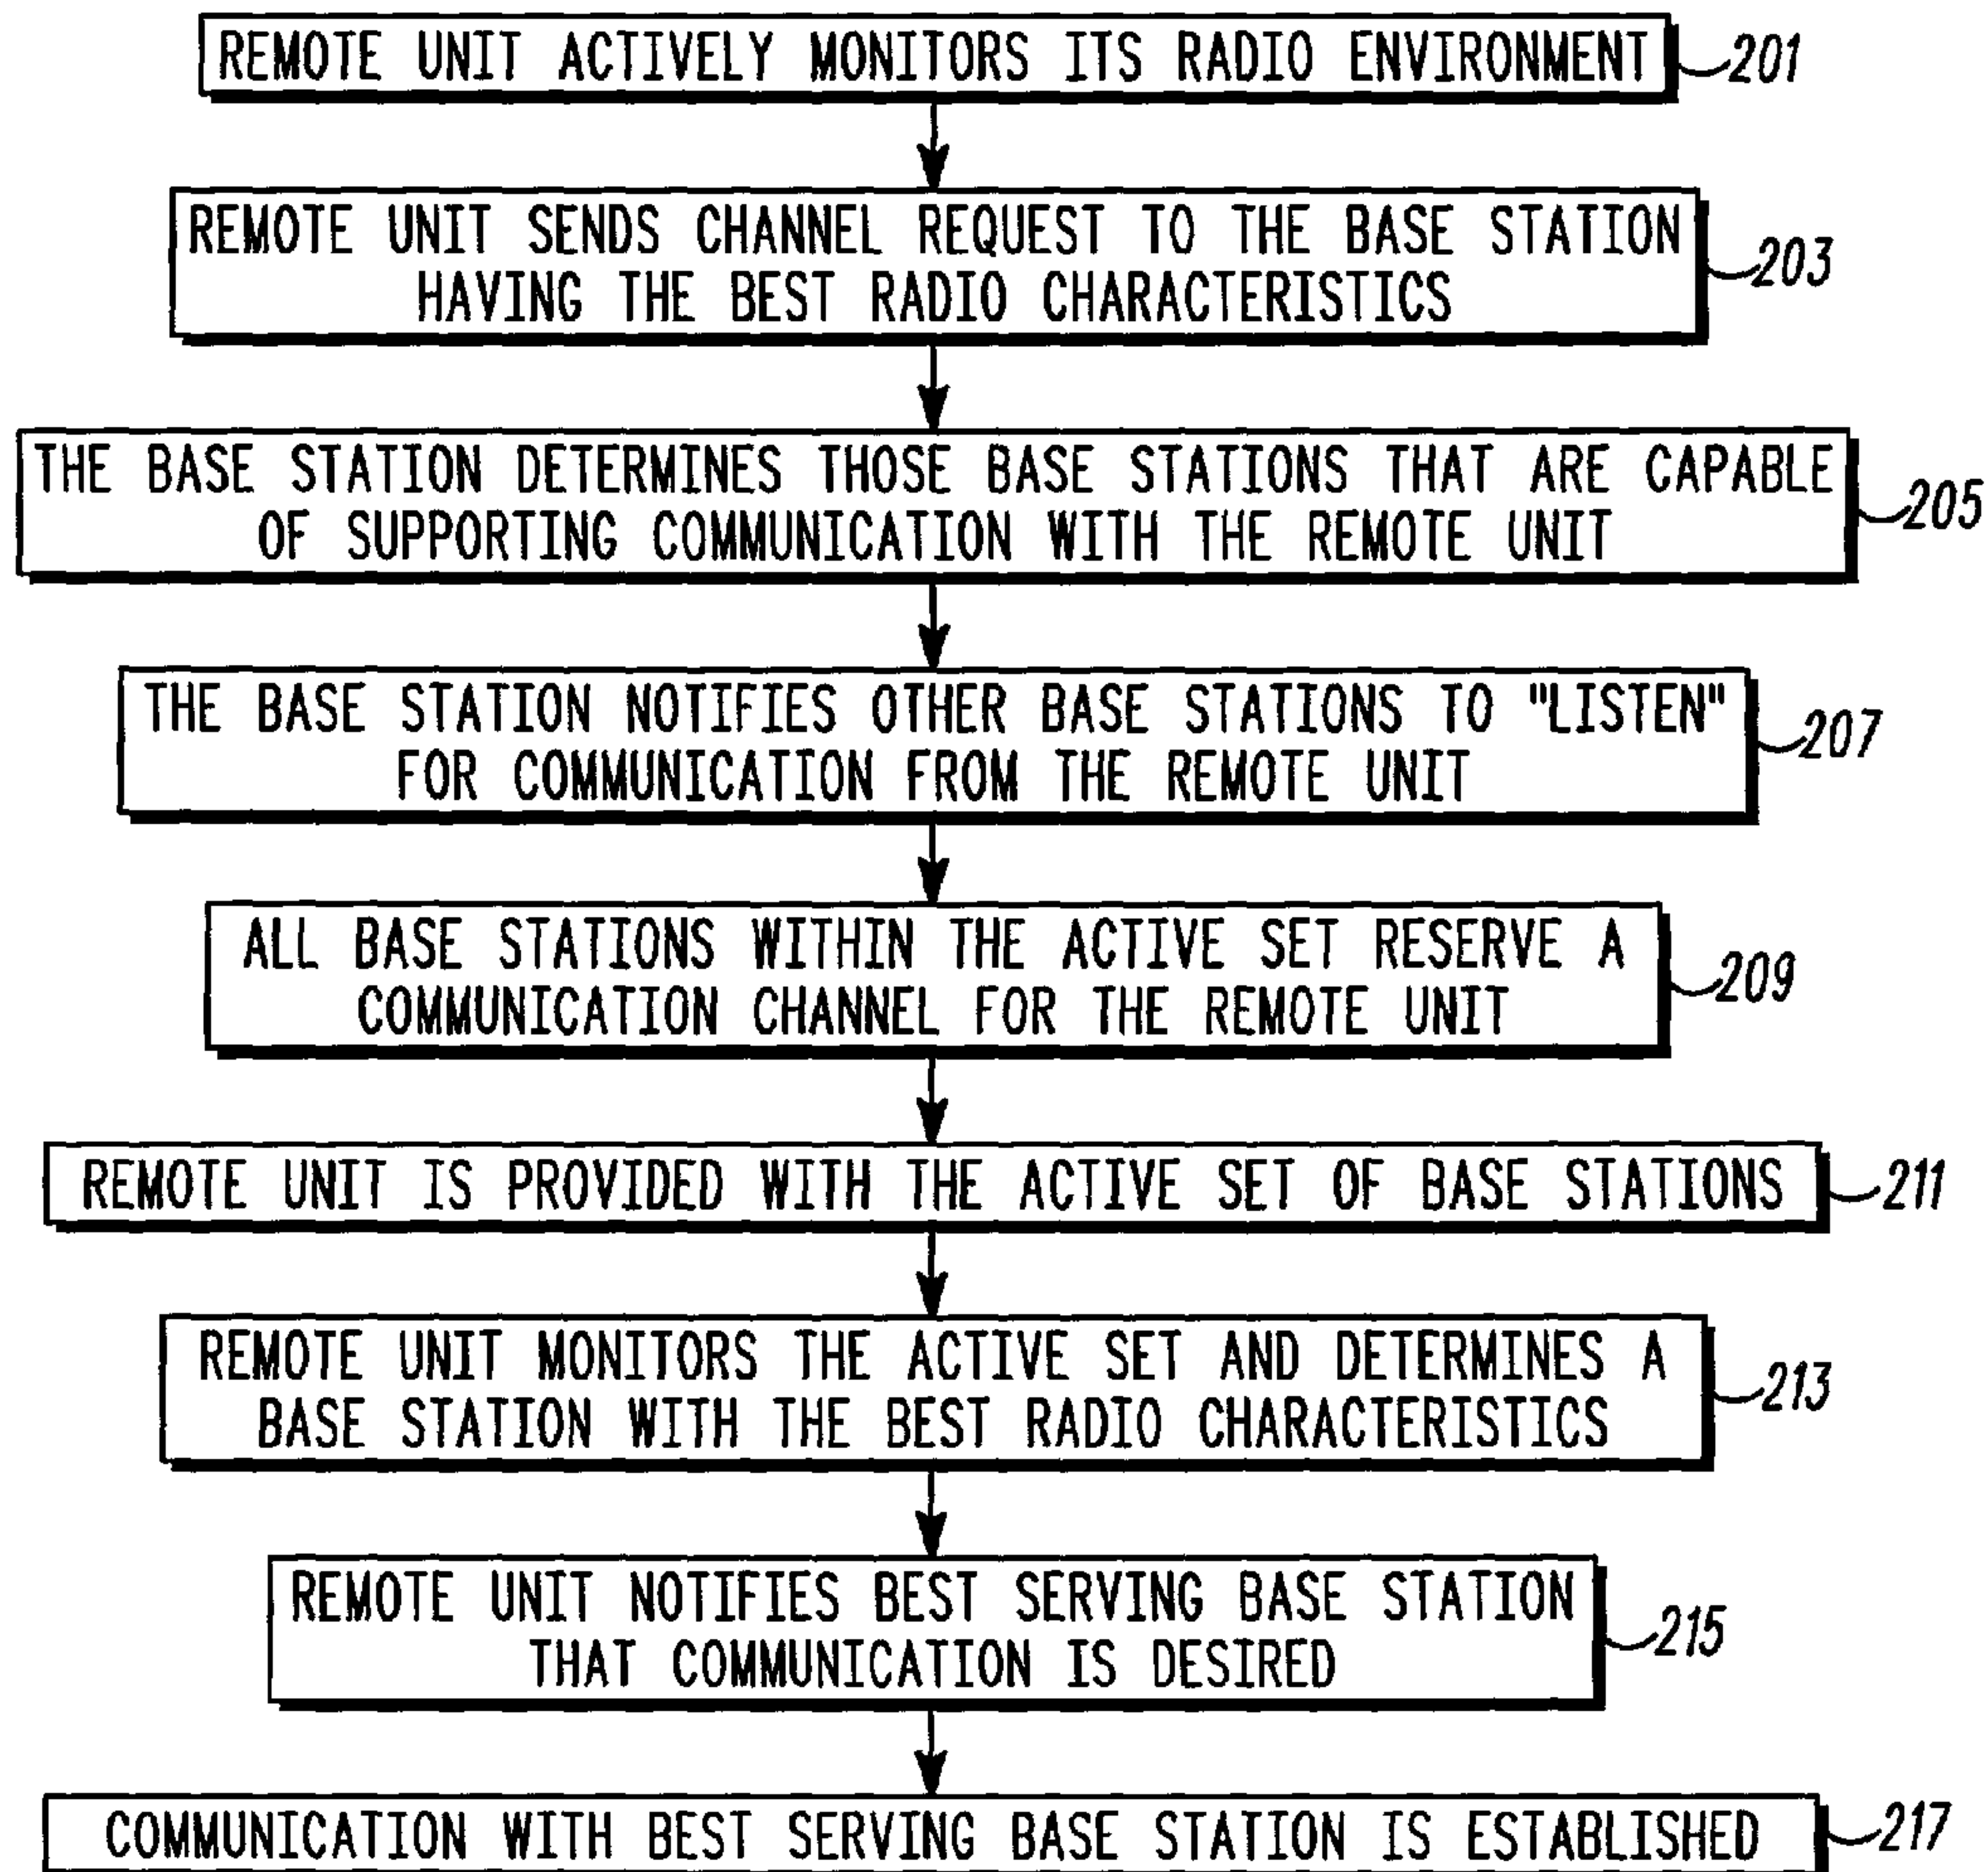 REMOTE UNIT ACTIVELY MONITORS ITS RADIO ENVIRONMENT
201
REMOTE UNIT SENDS CHANNEL REQUEST TO THE BASE STATION
HAVING THE BEST RADIO CHARACTERISTICS
203
THE BASE STATION DETERMINES THOSE BASE STATIONS THAT ARE CAPABLE
OF SUPPORTING COMMUNICATION WITH THE REMOTE UNIT
205
THE BASE STATION NOTIFIES OTHER BASE STATIONS TO "LISTEN"
FOR COMMUNICATION FROM THE REMOTE UNIT
207
ALL BASE STATIONS WITHIN THE ACTIVE SET RESERVE A
COMMUNICATION CHANNEL FOR THE REMOTE UNIT
209
REMOTE UNIT IS PROVIDED WITH THE ACTIVE SET OF BASE STATIONS
211
REMOTE UNIT MONITORS THE ACTIVE SET AND DETERMINES A
BASE STATION WITH THE BEST RADIO CHARACTERISTICS
213
REMOTE UNIT NOTIFIES BEST SERVING BASE STATION
THAT COMMUNICATION IS DESIRED
215
COMMUNICATION WITH BEST SERVING BASE STATION IS ESTABLISHED
217